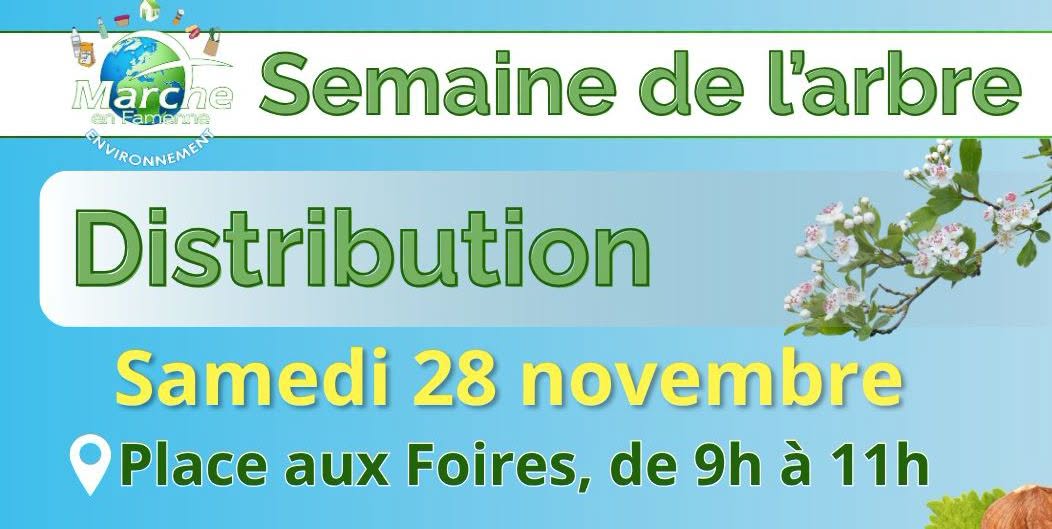 Marche
en Famenne
ENVIRONNEMENT
Semaine de l'arbre
Distribution
Samedi 28 novembre
Place aux Foires, de 9h à 11h